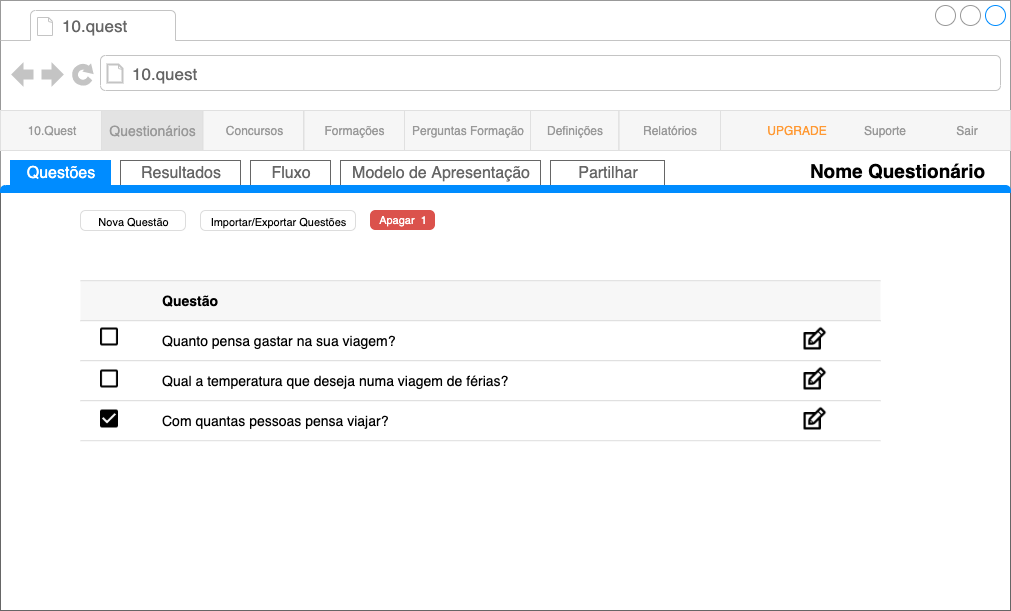 10.quest
10.quest
10.Quest Questionários Concursos Formações Perguntas Formação Definições Relatórios UPGRADE Suporte Sair
Questões Resultados Fluxo Modelo de Apresentação Partilhar Nome Questionário
Nova Questão Importar/Exportar Questões Apagar 1
Questão
Quanto pensa gastar na sua viagem?
Qual a temperatura que deseja numa viagem de férias?
Com quantas pessoas pensa viajar?